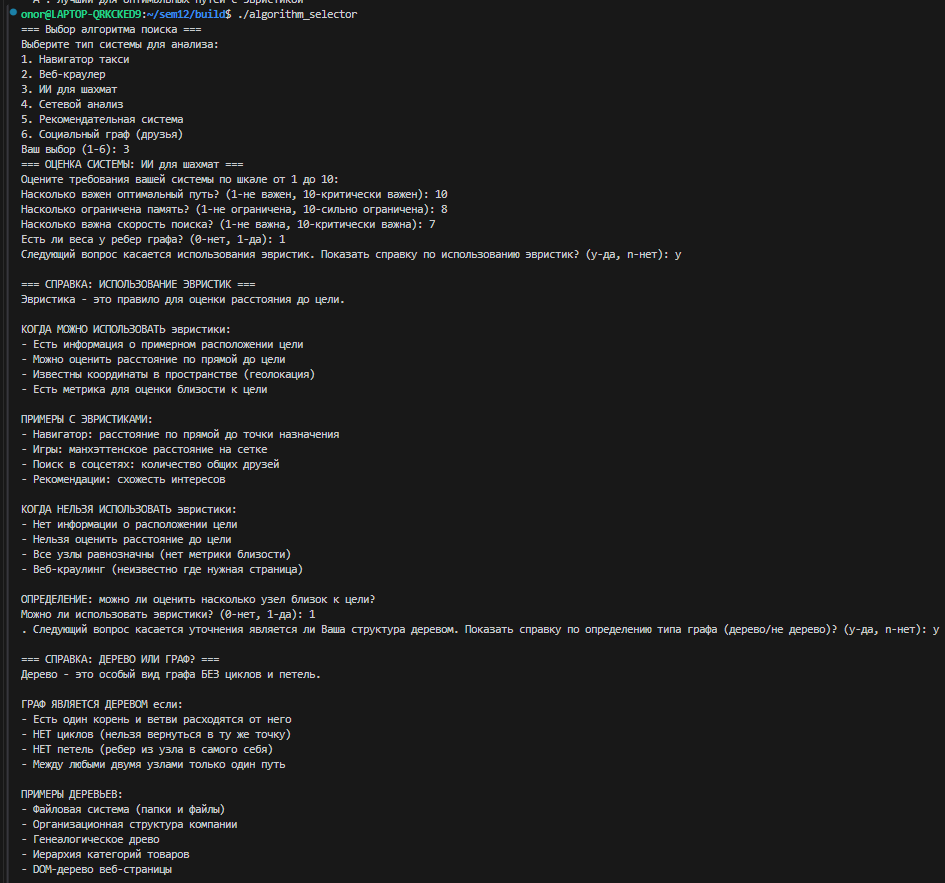 A : лучший для оптимальных путей с эвристикой
onor@LAPTOP-QRKCKED9:~/sem12/build$ ./algorithm_selector
=== Выбор алгоритма поиска ===
Выберите тип системы для анализа:
1. Навигатор такси
2. Веб-краулер
3. ИИ для шахмат
4. Сетевой анализ
5. Рекомендательная система
6. Социальный граф (друзья)
Ваш выбор (1-6): 3
=== ОЦЕНКА СИСТЕМЫ: ИИ для шахмат ===
Оцените требования вашей системы по шкале от 1 до 10:
Насколько важен оптимальный путь? (1-не важен, 10-критически важен): 10
Насколько ограничена память? (1-не ограничена, 10-сильно ограничена): 8
Насколько важна скорость поиска? (1-не важна, 10-критически важна): 7
Есть ли веса у ребер графа? (0-нет, 1-да): 1
Следующий вопрос касается использования эвристик. Показать справку по использованию эвристик? (y-да, n-нет): y
=== СПРАВКА: ИСПОЛЬЗОВАНИЕ ЭВРИСТИК ===
Эвристика - это правило для оценки расстояния до цели.
КОГДА МОЖНО ИСПОЛЬЗОВАТЬ эвристики:
- Есть информация о примерном расположении цели
- Можно оценить расстояние по прямой до цели
- Известны координаты в пространстве (геолокация)
- Есть метрика для оценки близости к цели
ПРИМЕРЫ С ЭВРИСТИКАМИ:
- Навигатор: расстояние по прямой до точки назначения
- Игры: манхэттенское расстояние на сетке
- Поиск в соцсетях: количество общих друзей
- Рекомендации: схожесть интересов
КОГДА НЕЛЬЗЯ ИСПОЛЬЗОВАТЬ эвристики:
- Нет информации о расположении цели
- Нельзя оценить расстояние до цели
- Все узлы равнозначны (нет метрики близости)
- Веб-краулинг (неизвестно где нужная страница)
ОПРЕДЕЛЕНИЕ: можно ли оценить насколько узел близок к цели?
Можно ли использовать эвристики? (0-нет, 1-да): 1
. Следующий вопрос касается уточнения является ли Ваша структура деревом. Показать справку по определению типа графа (дерево/не дерево)? (y-да, n-нет): y
=== СПРАВКА: ДЕРЕВО ИЛИ ГРАФ? ===
Дерево - это особый вид графа БЕЗ циклов и петель.
ГРАФ ЯВЛЯЕТСЯ ДЕРЕВОМ если:
- Есть один корень и ветви расходятся от него
- НЕТ циклов (нельзя вернуться в ту же точку)
- НЕТ петель (ребер из узла в самого себя)
- Между любыми двумя узлами только один путь
ПРИМЕРЫ ДЕРЕВЬЕВ:
- Файловая система (папки и файлы)
- Организационная структура компании
- Генеалогическое древо
- Иерархия категорий товаров
- DOM-дерево веб-страницы